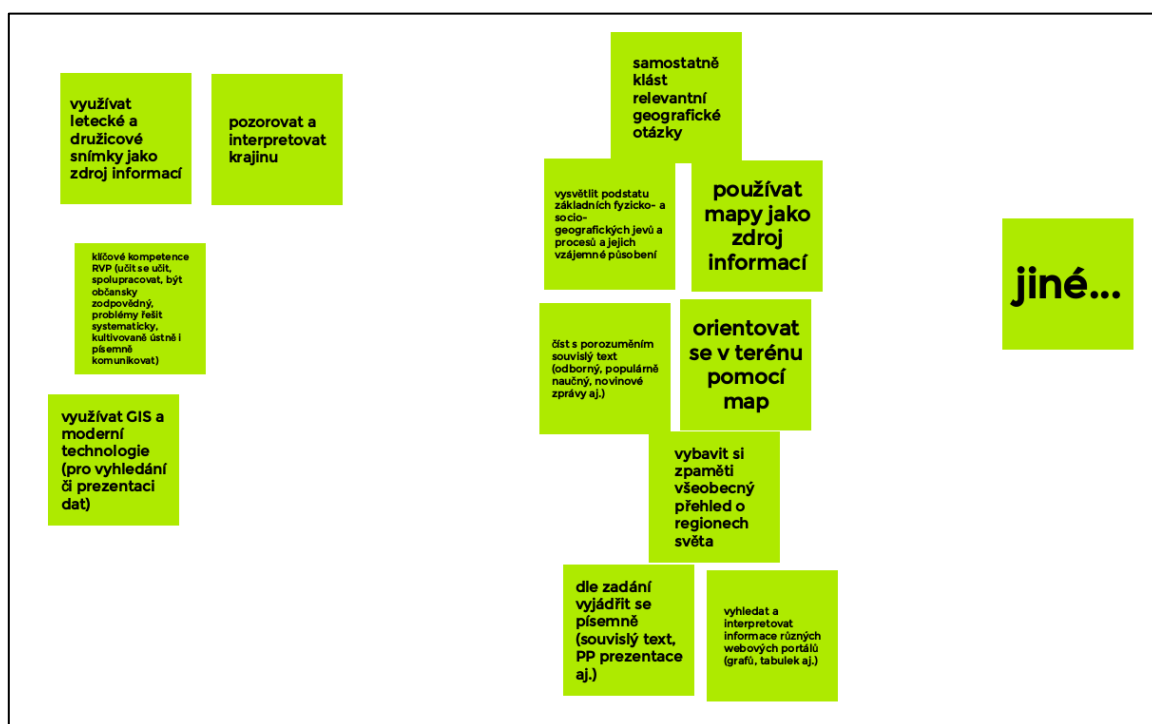 využívat
letecké a
družicové
snímky jako
zdroj informací
pozorovat a
interpretovat
krajinu
klíčové kompetence
RVP (učit se učit,
spolupracovat, být
občansky
zodpovědný,
problémy řešit
systematicky,
kultivovaně ústně i
písemně
komunikovat)
využívat GIS a
moderní
technologie
(pro vyhledání
či prezentaci
dat)
samostatně
klást
relevantní
geografické
otázky
vysvětlit podstatu
základních fyzicko- a
socio-
geografických jevů a
procesů a jejich
vzájemné působení
používat
mapy jako
zdroj
informací
číst s porozuměním
souvislý text
(odborný, populárně
naučný, novinové
zprávy aj.)
orientovat
se v terénu
pomocí
map
vybavit si
zpaměti
všeobecný
přehled o
regionech
světa
dle zadání
vyjádřit se
písemně
(souvislý text,
PP prezentace
aj.)
vyhledat a
interpretovat
informace různých
webových portálů
(grafů, tabulek aj.)
jiné...